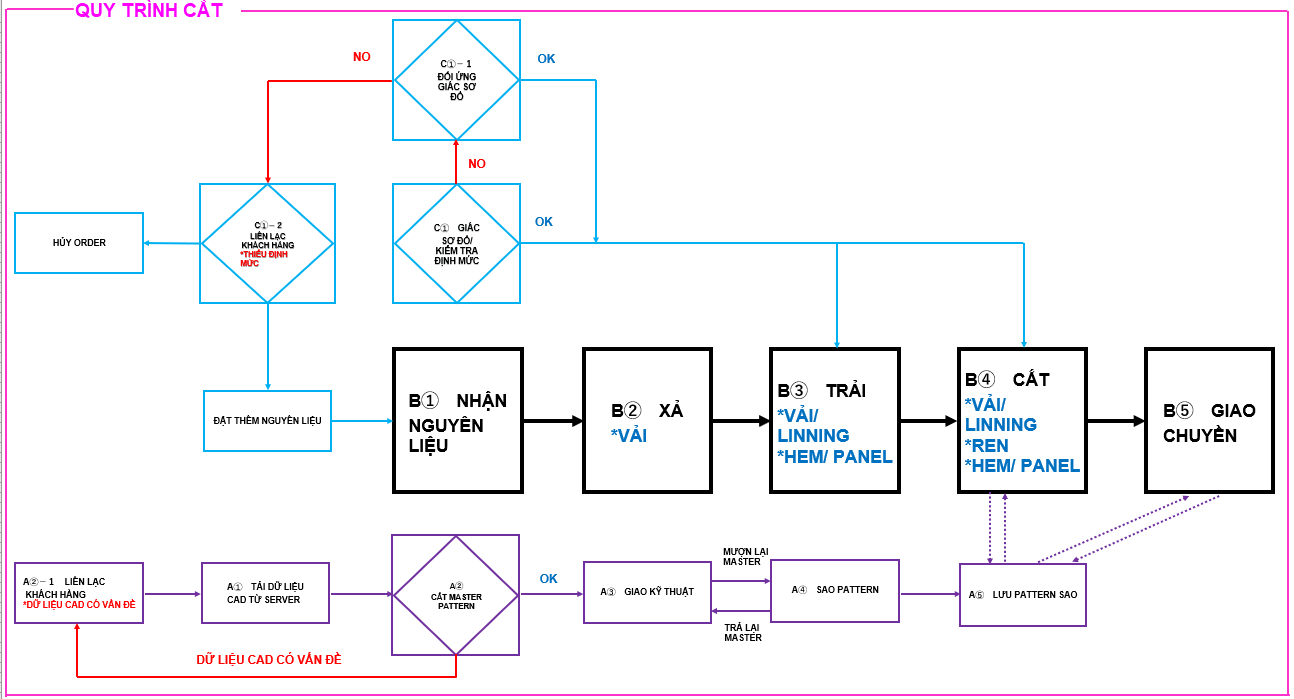 QUY TRÌNH CẮT
NO
OK
C①－1
ĐỐI ỨNG
GIÁC SƠ
ĐỒ
NO
C①－2
LIÊN LẠC
KHÁCH HÀNG
*THIẾU ĐỊNH
MỨC
HỦY ORDER
C①　GIÁC
SƠ ĐỒ/
KIỂM TRA
ĐỊNH MỨC
OK
ĐẶT THÊM NGUYÊN LIỆU
B①　NHẬN
NGUYÊN
LIỆU
B②　XẢ
*VẢI
B③　TRẢI
*VẢI/
LINNING
*HEM/ PANEL
B④　CẮT
*VẢI/
LINNING
*REN
*HEM/ PANEL
B⑤　GIAO
CHUYỀN
A②－1　LIÊN LẠC
KHÁCH HÀNG
*DỮ LIỆU CAD CÓ VẤN ĐỀ
A①　TẢI DỮ LIỆU
CAD TỪ SERVER
A②
CẮT MASTER
PATTERN
OK
A③　GIAO KỸ THUẬT
MƯỢN LẠI
MASTER
TRẢ LẠI
MASTER
A④　SAO PATTERN
A⑤　LƯU PATTERN SAO
DỮ LIỆU CAD CÓ VẤN ĐỀ